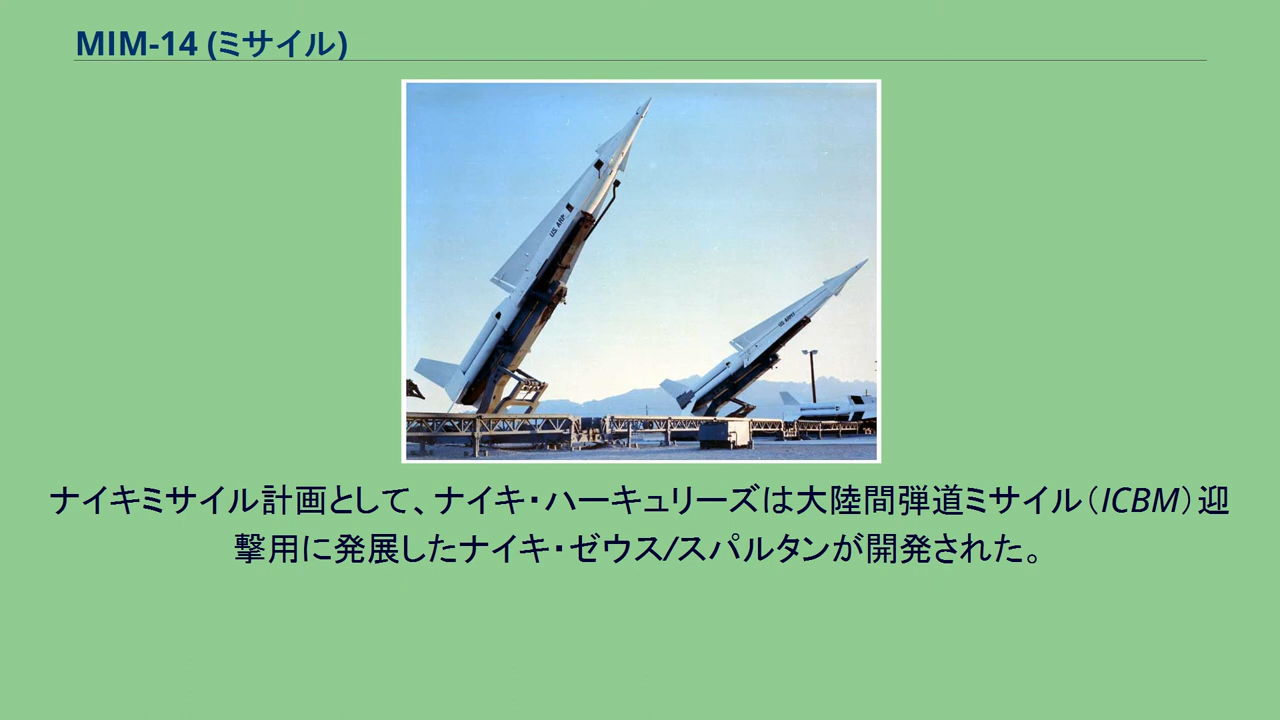 MIM-14 (ミサイル)
U.S. ARMY
U.S. ARMY
ナイキミサイル計画として、ナイキ・ハーキュリーズは大陸間弾道ミサイル（ICBM）迎
撃用に発展したナイキ・ゼウス/スパルタンが開発された。